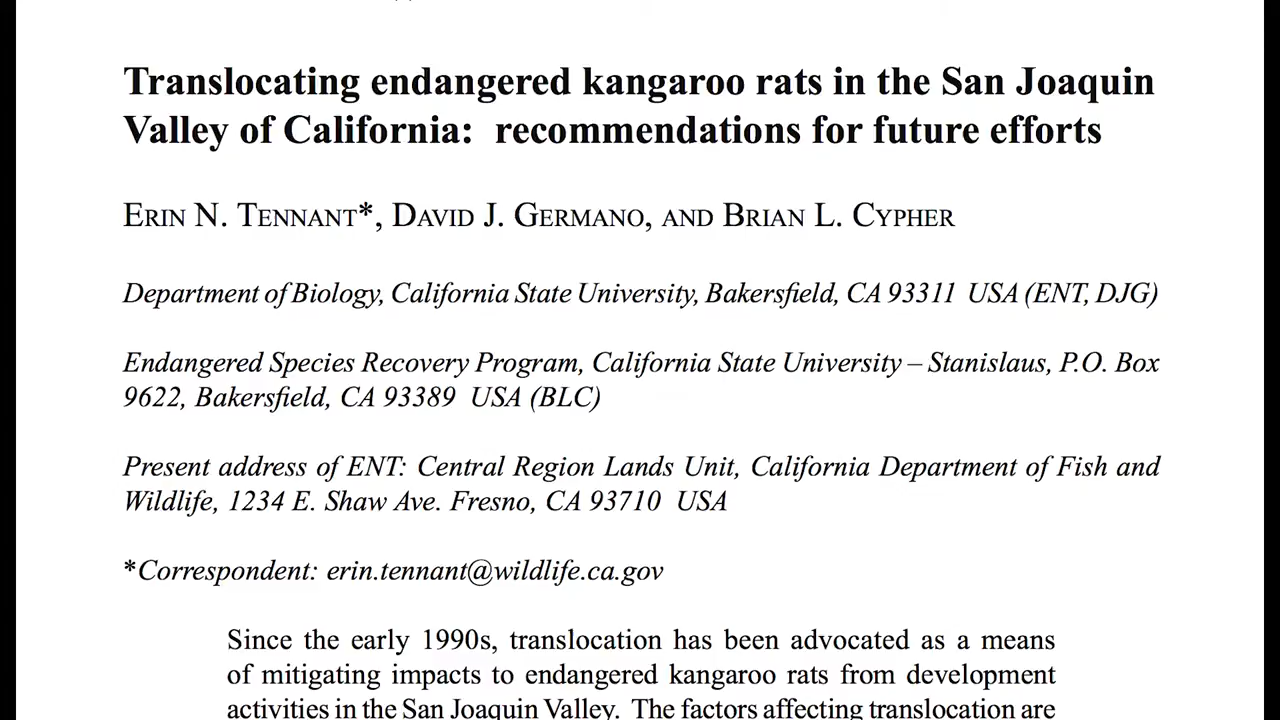 Translocating endangered kangaroo rats in the San Joaquin
Valley of California: recommendations for future efforts
ERIN N. TENNANT*, DAVID J. GERMANO, AND BRIAN L. CYPHER
Department of Biology, California State University, Bakersfield, CA 93311 USA (ENT, DJG)
Endangered Species Recovery Program, California State University – Stanislaus, P.O. Box
9622, Bakersfield, CA 93389 USA (BLC)
Present address of ENT: Central Region Lands Unit, California Department of Fish and
Wildlife, 1234 E. Shaw Ave. Fresno, CA 93710 USA
*Correspondent: erin.tennant@wildlife.ca.gov
Since the early 1990s, translocation has been advocated as a means
of mitigating impacts to endangered kangaroo rats from development
activities in the San Joaquin Valley. The factors affecting translocation are